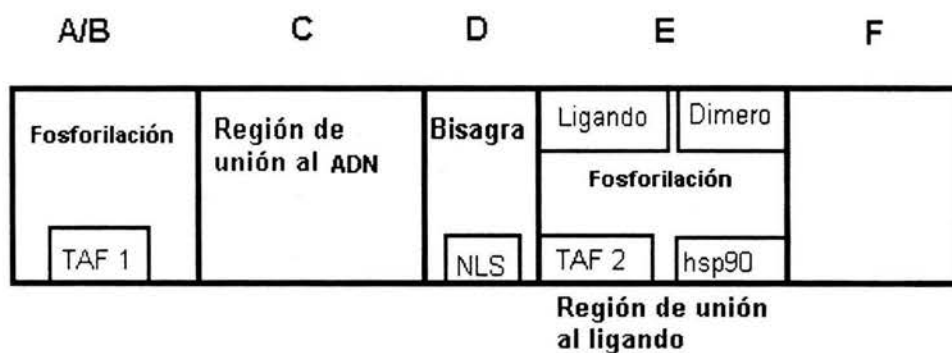 A/B C D E F
Fosforilación
TAF 1
Región de
unión al ADN
Bisagra
NLS
Ligando Dimero
Fosforilación
TAF 2 hsp90
Región de unión
al ligando